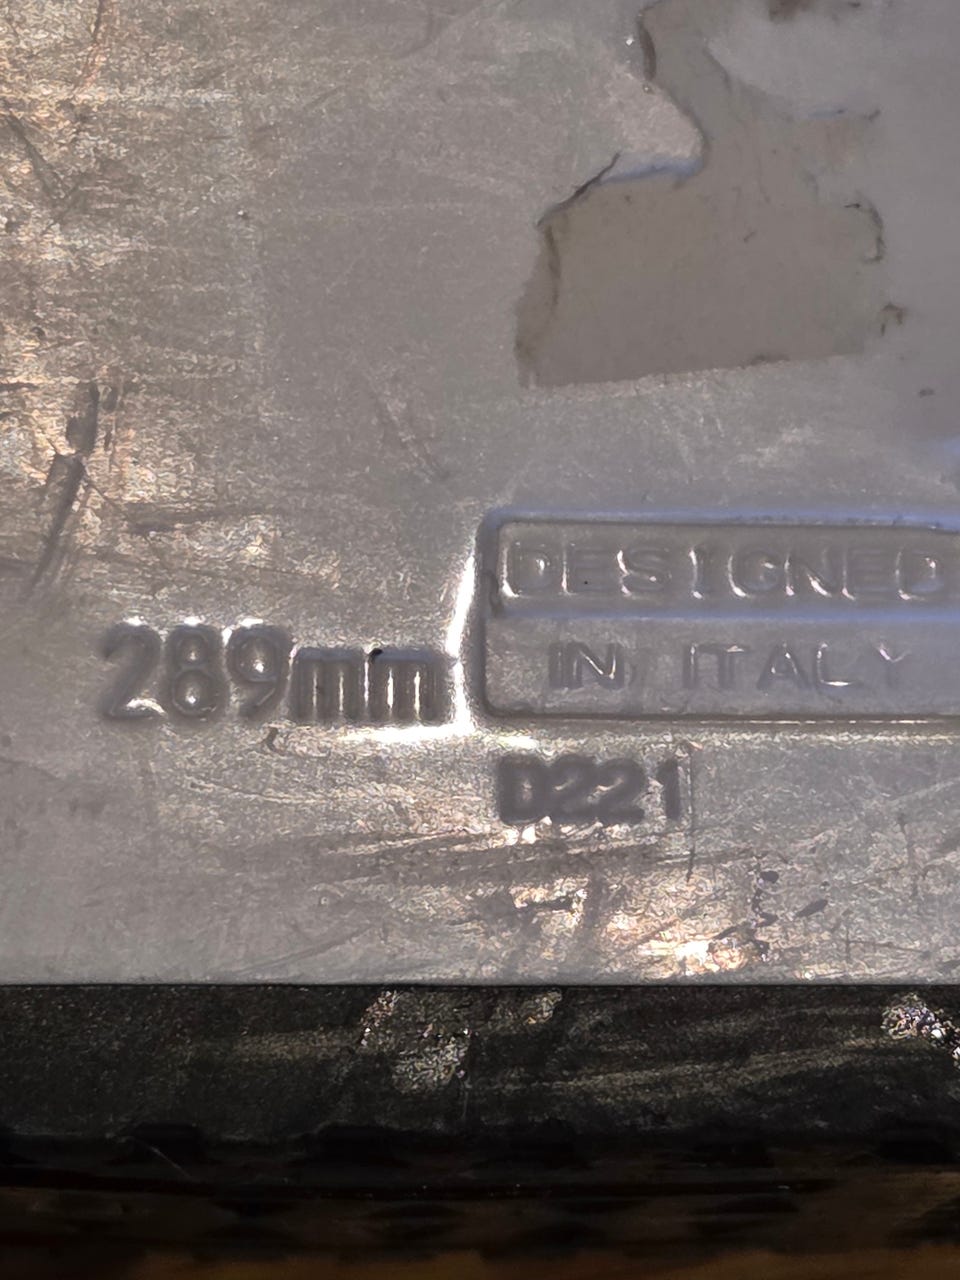 DESIGNED
IN ITALY
289mm
D221